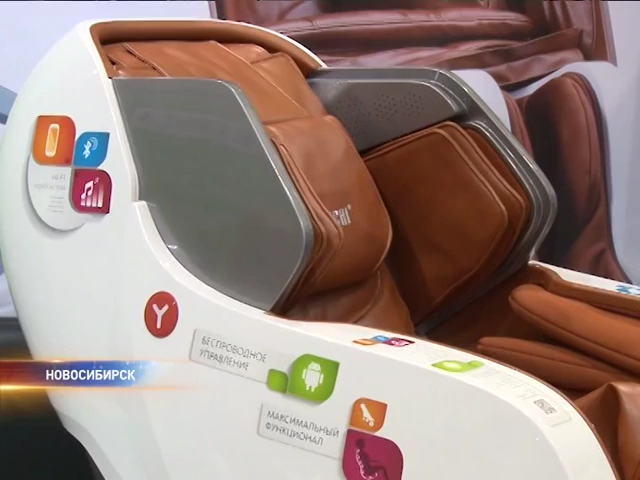 Y
БЕСПРОВОДНОЕ
УПРАВЛЕНИЕ
НОВОСИБИРСК
МАКСИМАЛЬНЫЙ
ФУНКЦИОНАЛ